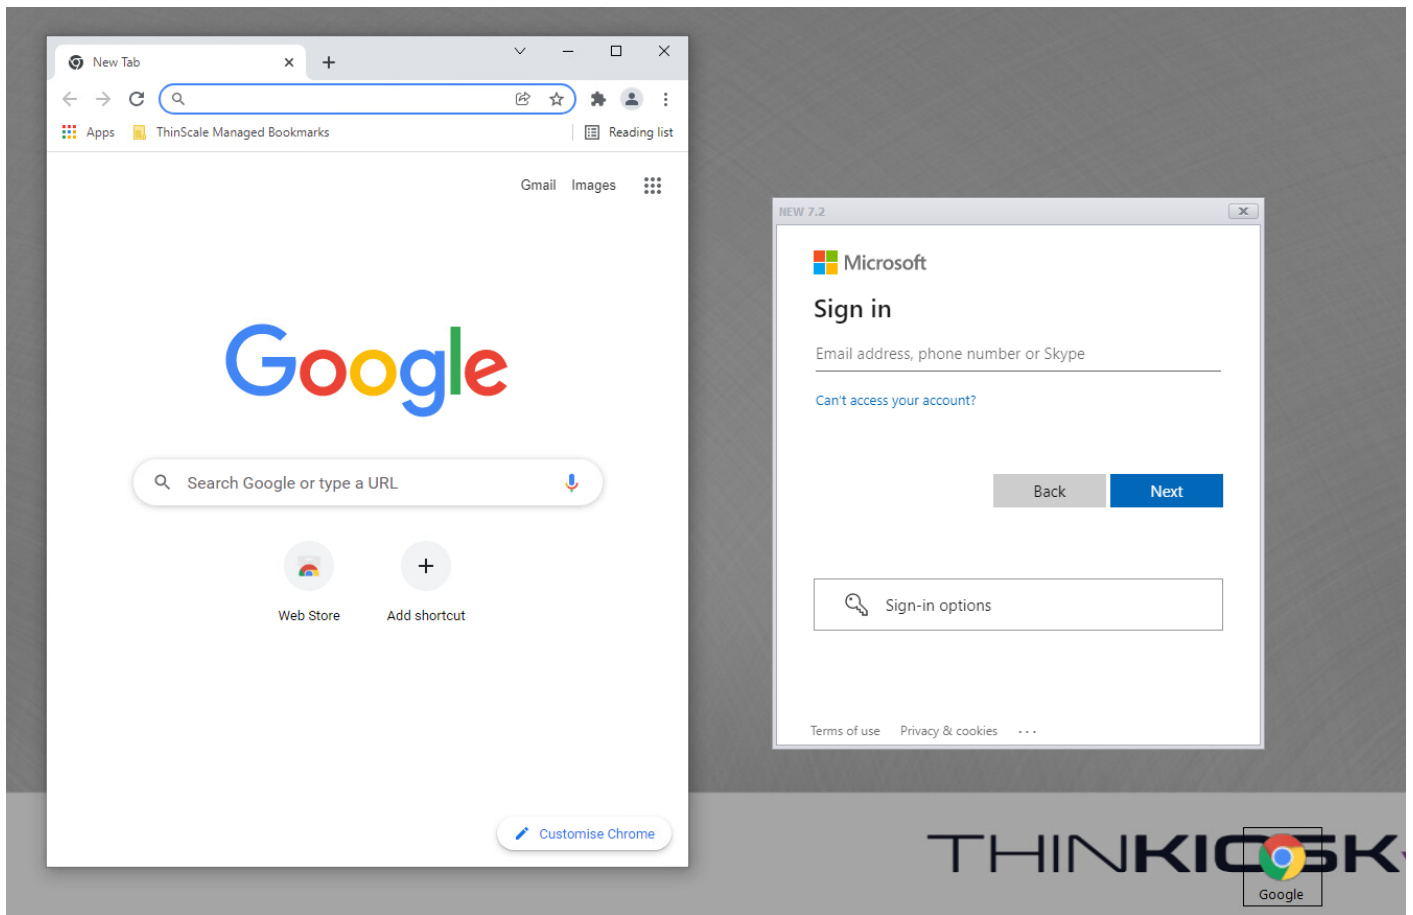 New Tab
Apps ThinScale Managed Bookmarks Reading list
Gmail Images
Google
Search Google or type a URL
Web Store Add shortcut
Customise Chrome
NEW 7.2
Microsoft
Sign in
Email address, phone number or Skype
Can't access your account?
Back Next
Sign-in options
Terms of use Privacy & cookies ...
THINKIOSK
Google